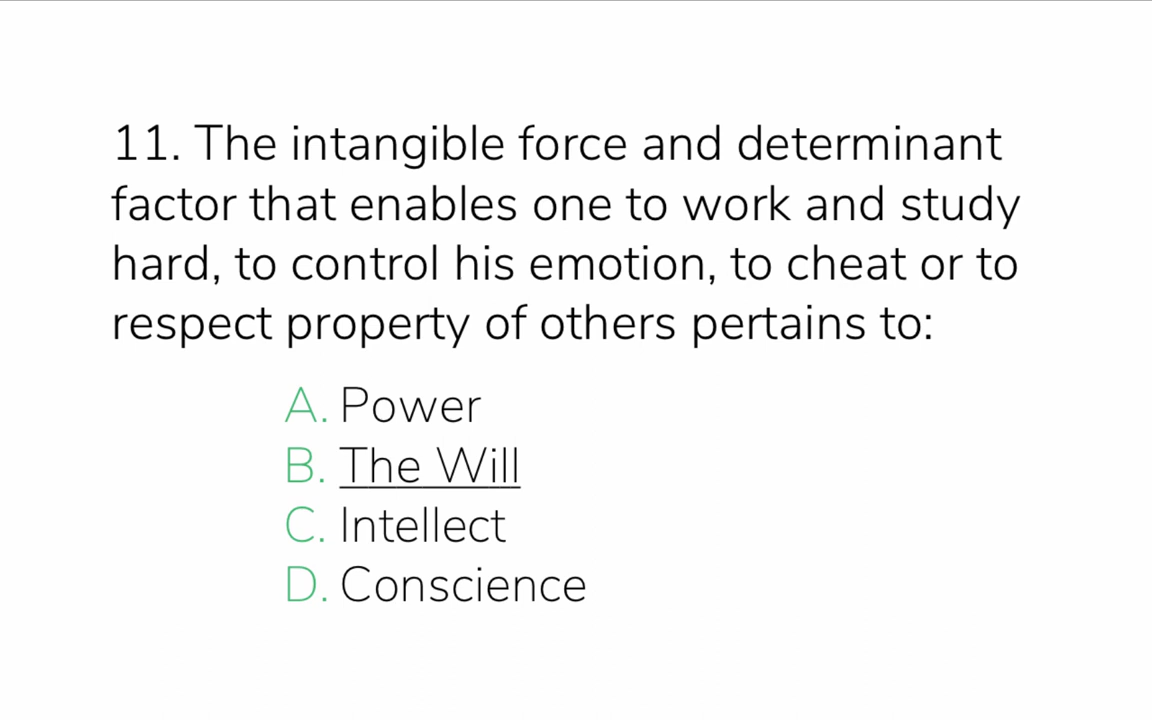 11. The intangible force and determinant
factor that enables one to work and study
hard, to control his emotion, to cheat or to
respect property of others pertains to:
A. Power
B. The Will
C. Intellect
D. Conscience